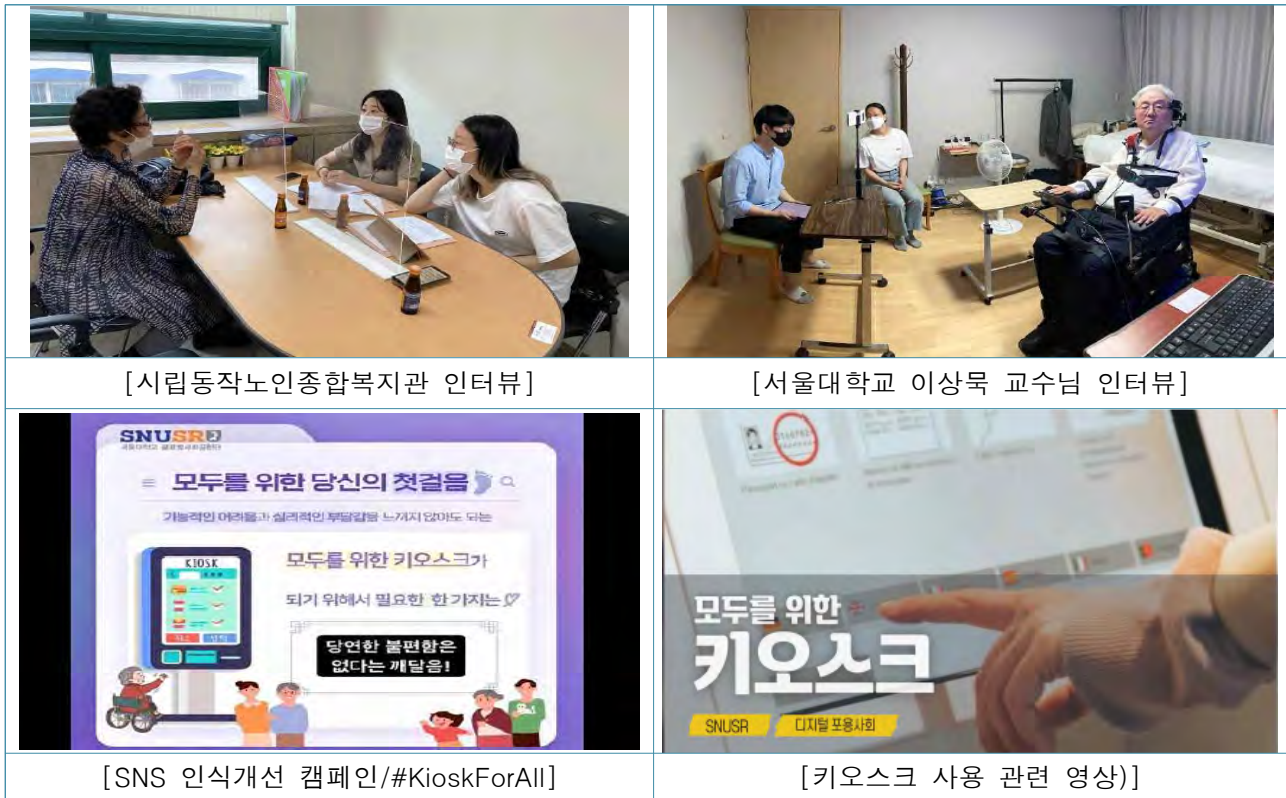 [시립동작노인종합복지관 인터뷰]
[서울대학교 이상묵 교수님 인터뷰]
SNUSR
모두를 위한 당신의 첫걸음
기능적인 어려움과 심리적인 부담감을 느끼지 않아도 되는
KIOSK
모두를 위한 키오스크가
되기 위해서 필요한 한 가지는
당연한 불편함은
없다는 깨달음!
모두를 위한
키오스크
SNUSR 디지털 포용사회
[SNS 인식개선 캠페인/#KioskForAll]
[키오스크 사용 관련 영상)]